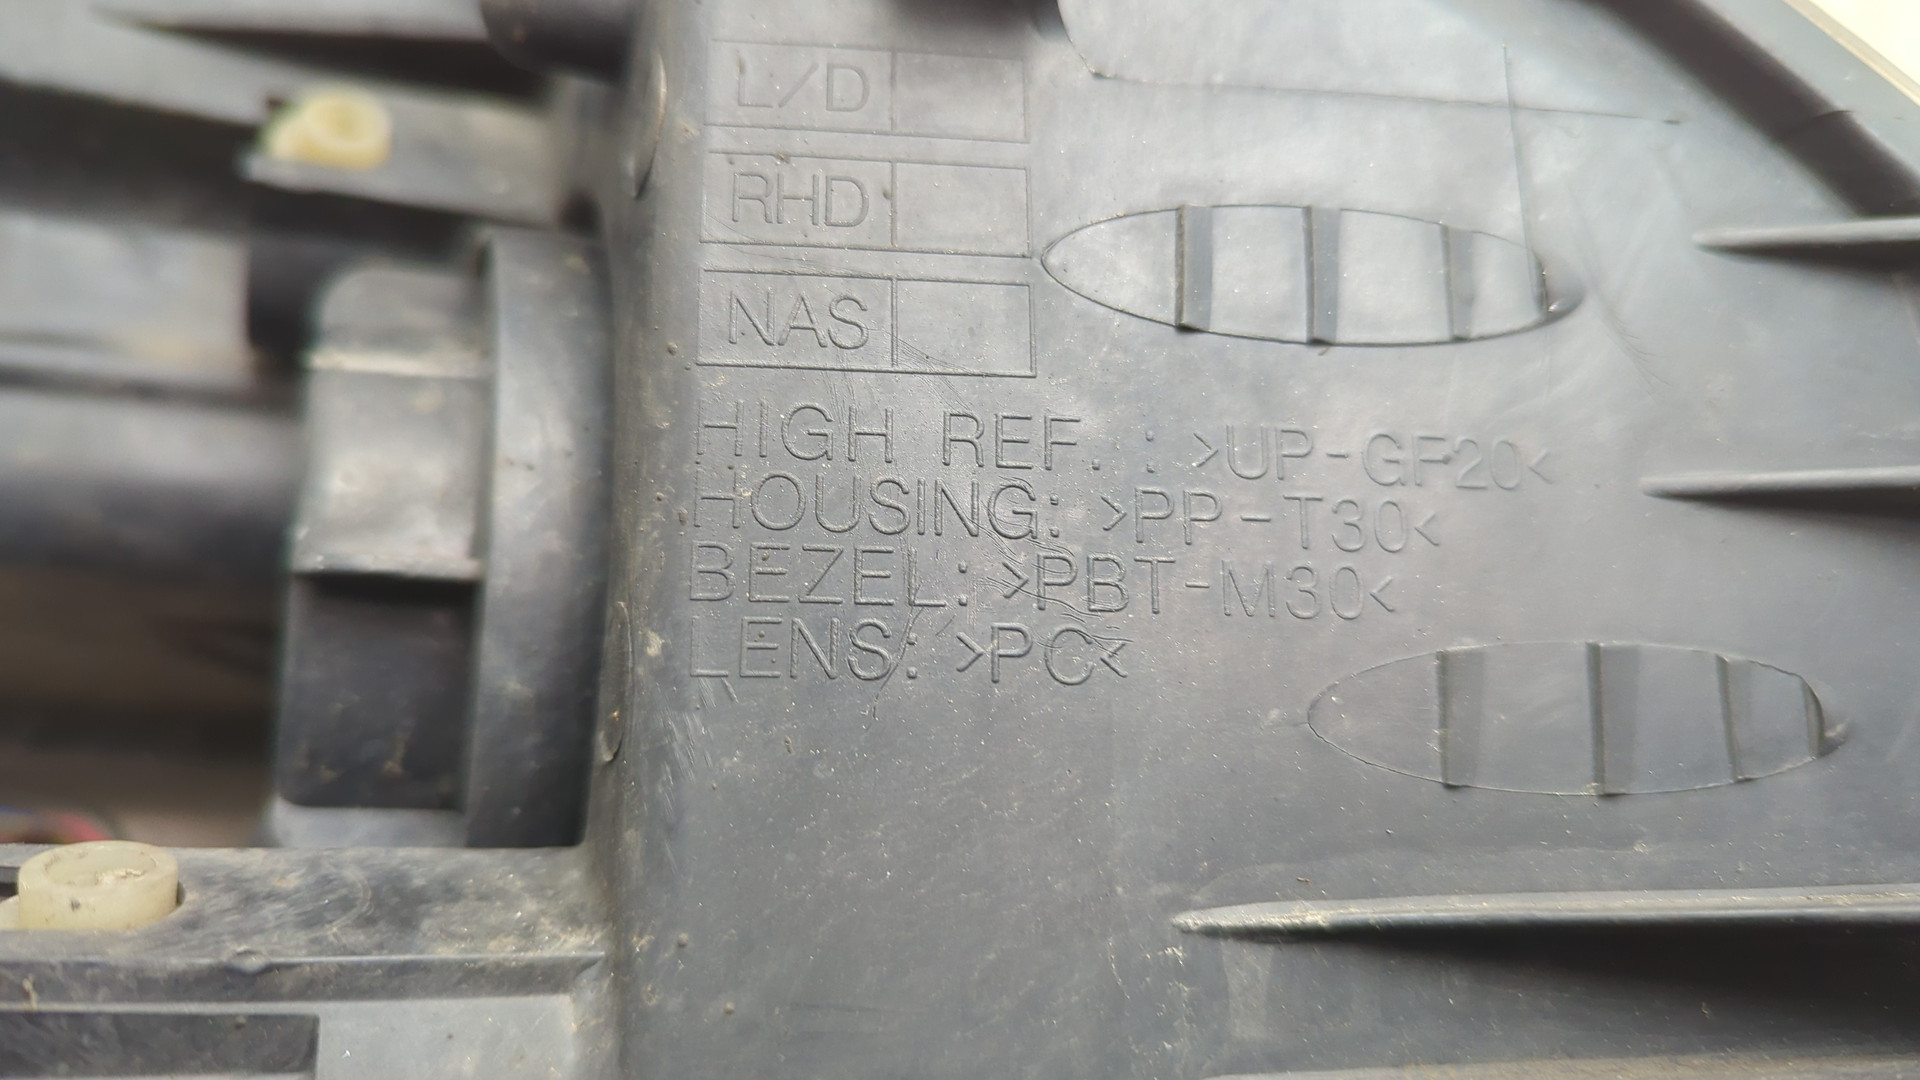 L/D
RHD
NAS
HIGH REF. : >UP-GF20<
HOUSING: >PP-T30<
BEZEL: >PBT-M30<
LENS: >PC<